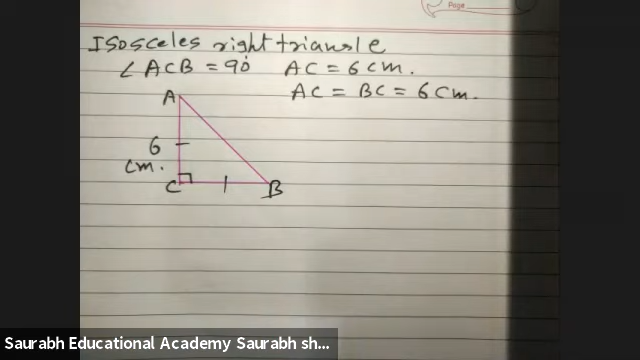 Page
Isosceles right triangle
∠ACB = 90° AC = 6 cm.
AC = BC = 6 cm.
A
6
cm.
C B
Saurabh Educational Academy Saurabh sh...